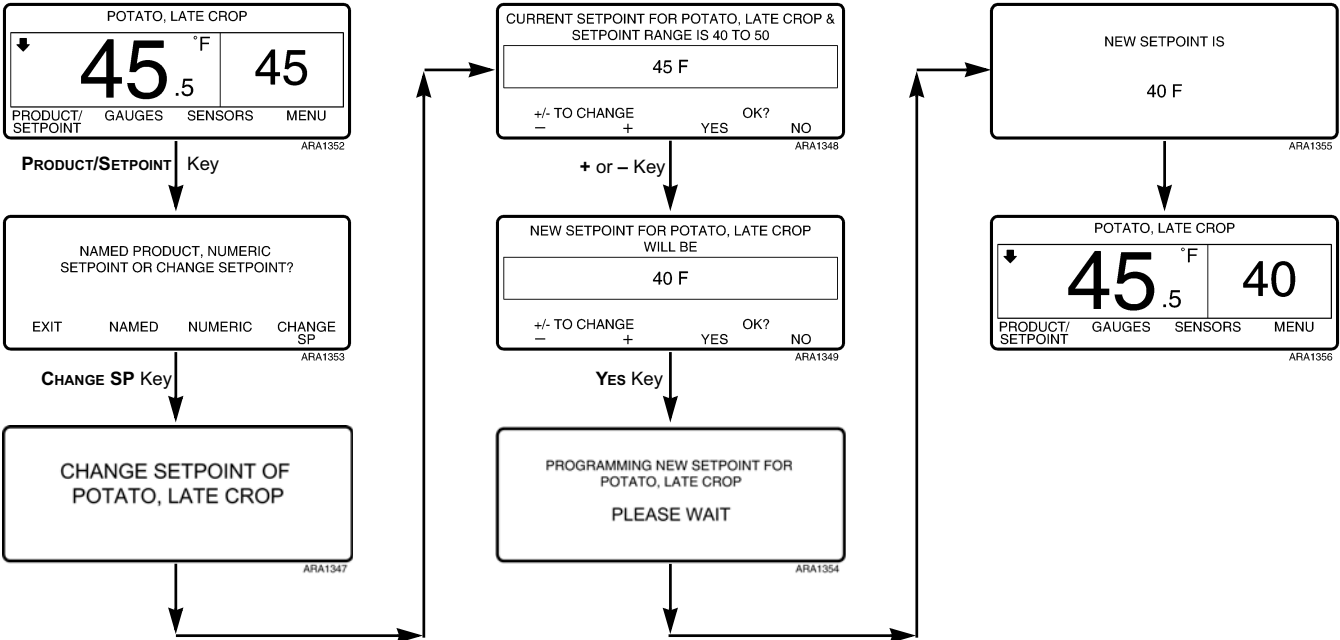 POTATO, LATE CROP
45.5 °F 45
PRODUCT/ GAUGES SENSORS MENU
SETPOINT
ARA1352
PRODUCT/SETPOINT Key
NAMED PRODUCT, NUMERIC
SETPOINT OR CHANGE SETPOINT?
EXIT NAMED NUMERIC CHANGE
SP
ARA1353
CHANGE SP Key
CHANGE SETPOINT OF
POTATO, LATE CROP
ARA1347
CURRENT SETPOINT FOR POTATO, LATE CROP &
SETPOINT RANGE IS 40 TO 50
45 F
+/- TO CHANGE OK?
− + YES NO
ARA1348
+ or – Key
NEW SETPOINT FOR POTATO, LATE CROP
WILL BE
40 F
+/- TO CHANGE OK?
− + YES NO
ARA1349
YES Key
PROGRAMMING NEW SETPOINT FOR
POTATO, LATE CROP
PLEASE WAIT
ARA1354
NEW SETPOINT IS
40 F
ARA1355
POTATO, LATE CROP
45.5 °F 40
PRODUCT/ GAUGES SENSORS MENU
SETPOINT
ARA1356